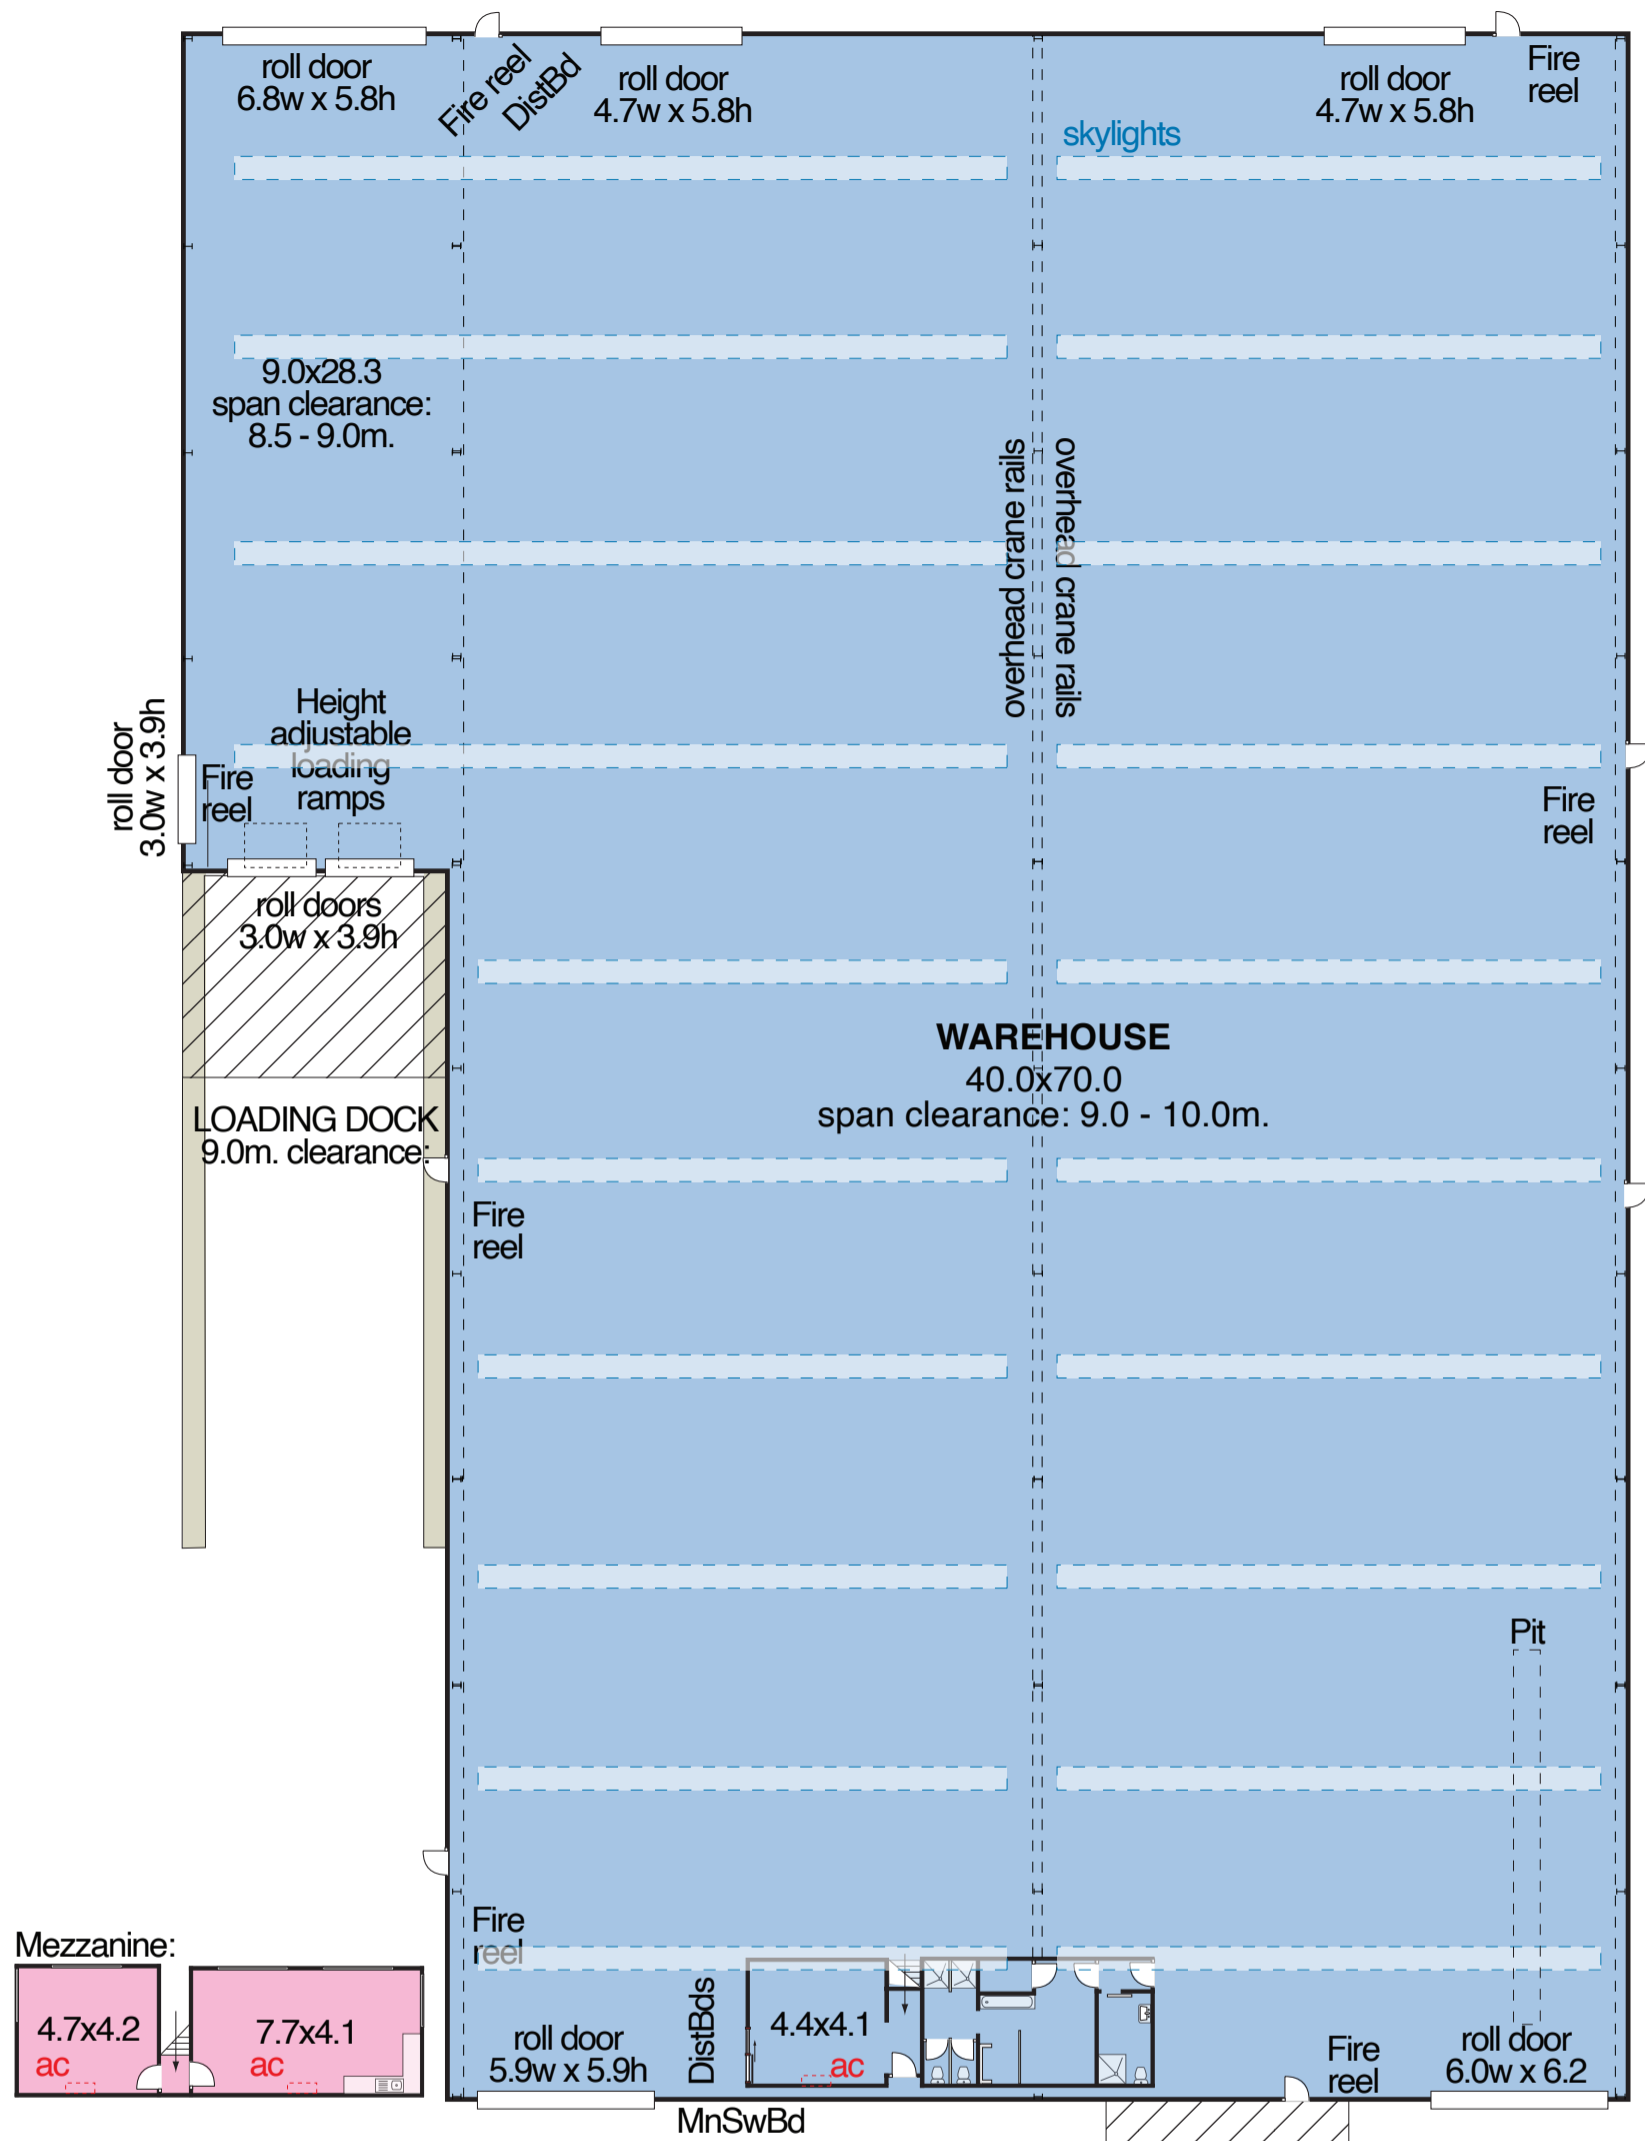 roll door
6.8w x 5.8h
Fire reel
DistBd
roll door
4.7w x 5.8h
roll door
4.7w x 5.8h
Fire
reel
skylights
9.0x28.3
span clearance:
8.5 - 9.0m.
overhead crane rails
overhead crane rails
Height
adjustable
loading
ramps
roll door
3.0w x 3.9h
Fire
reel
Fire
reel
roll doors
3.0w x 3.9h
WAREHOUSE
40.0x70.0
span clearance: 9.0 - 10.0m.
LOADING DOCK
9.0m. clearance:
Fire
reel
Pit
Fire
reel
Mezzanine:
4.7x4.2
ac
7.7x4.1
ac
roll door
5.9w x 5.9h
DistBds
4.4x4.1
ac
Fire
reel
roll door
6.0w x 6.2
MnSwBd